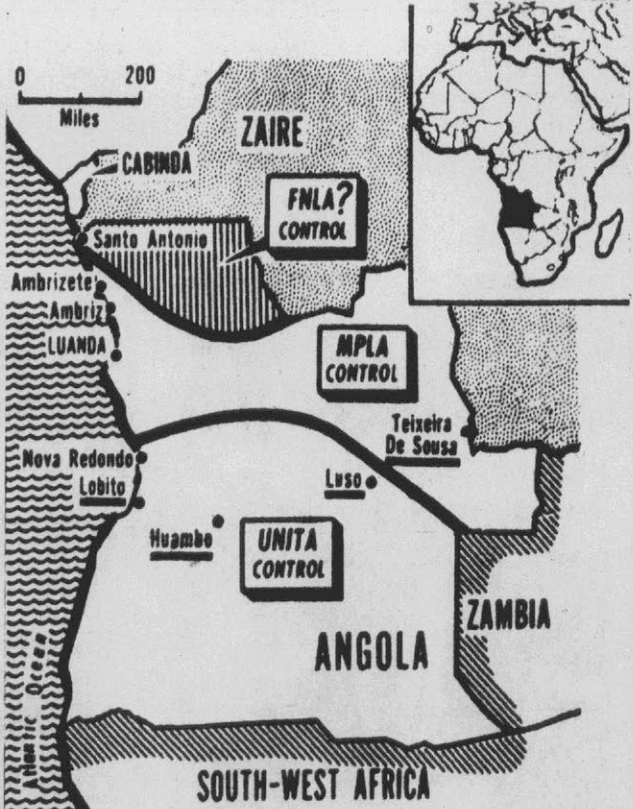 0 200
Miles
ZAIRE
CABINDA
FNLA?
CONTROL
Santo Antonio
Ambrizete
Ambriz
LUANDA
MPLA
CONTROL
Teixeira
De Sousa
Nova Redondo
Lobito
Luso
Huambo
UNITA
CONTROL
ZAMBIA
ANGOLA
Atlantic Ocean
SOUTH-WEST AFRICA